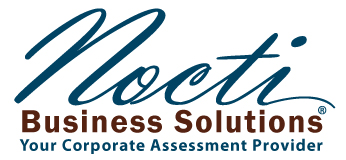 Nocti
Business Solutions®
Your Corporate Assessment Provider